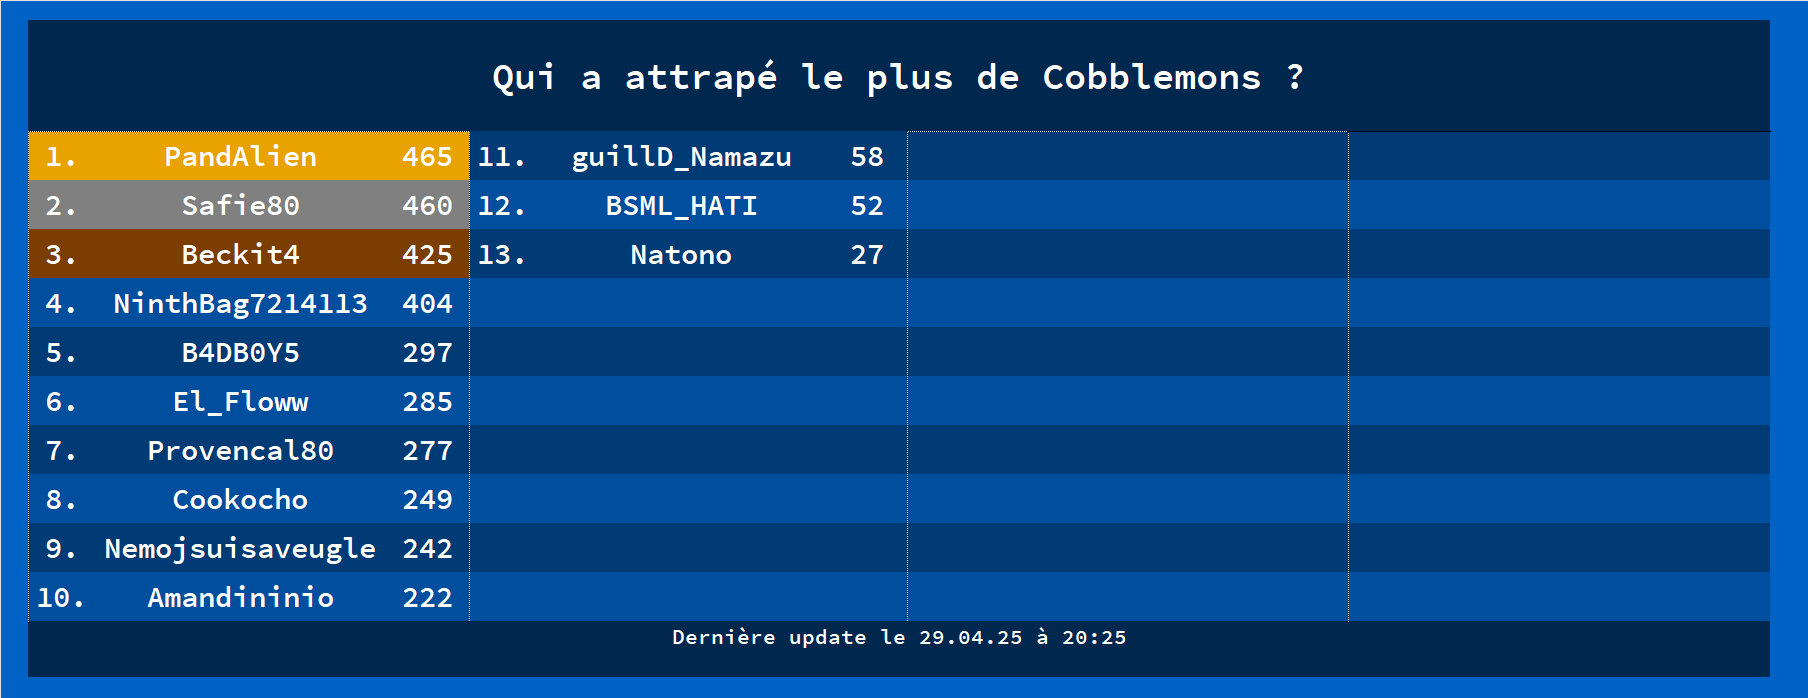 Qui a attrapé le plus de Cobblemons ?
1. PandAlien 465
2. Safie80 460
3. Beckit4 425
4. NinthBag7214113 404
5. B4DB0Y5 297
6. El_Floww 285
7. Provencal80 277
8. Cookocho 249
9. Nemojsuisaveugle 242
10. Amandininio 222
11. guillD_Namazu 58
12. BSML_HATI 52
13. Natono 27
Dernière update le 29.04.25 à 20:25